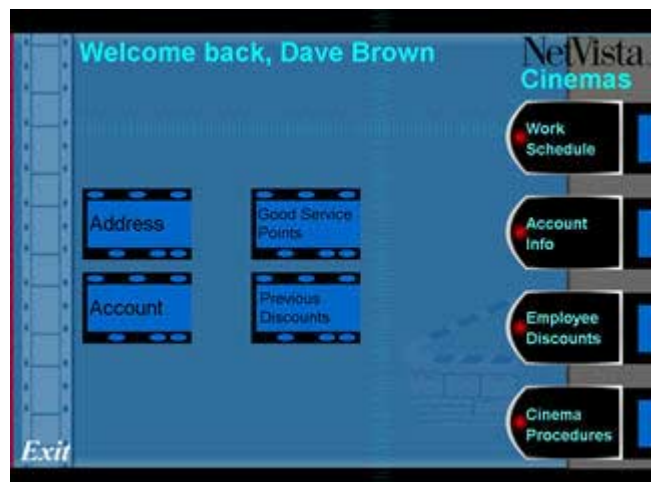 Welcome back, Dave Brown
NetVista
Cinemas
Work
Schedule
Address
Good Service
Points
Account
Info
Account
Previous
Discounts
Employee
Discounts
Cinema
Procedures
Exit